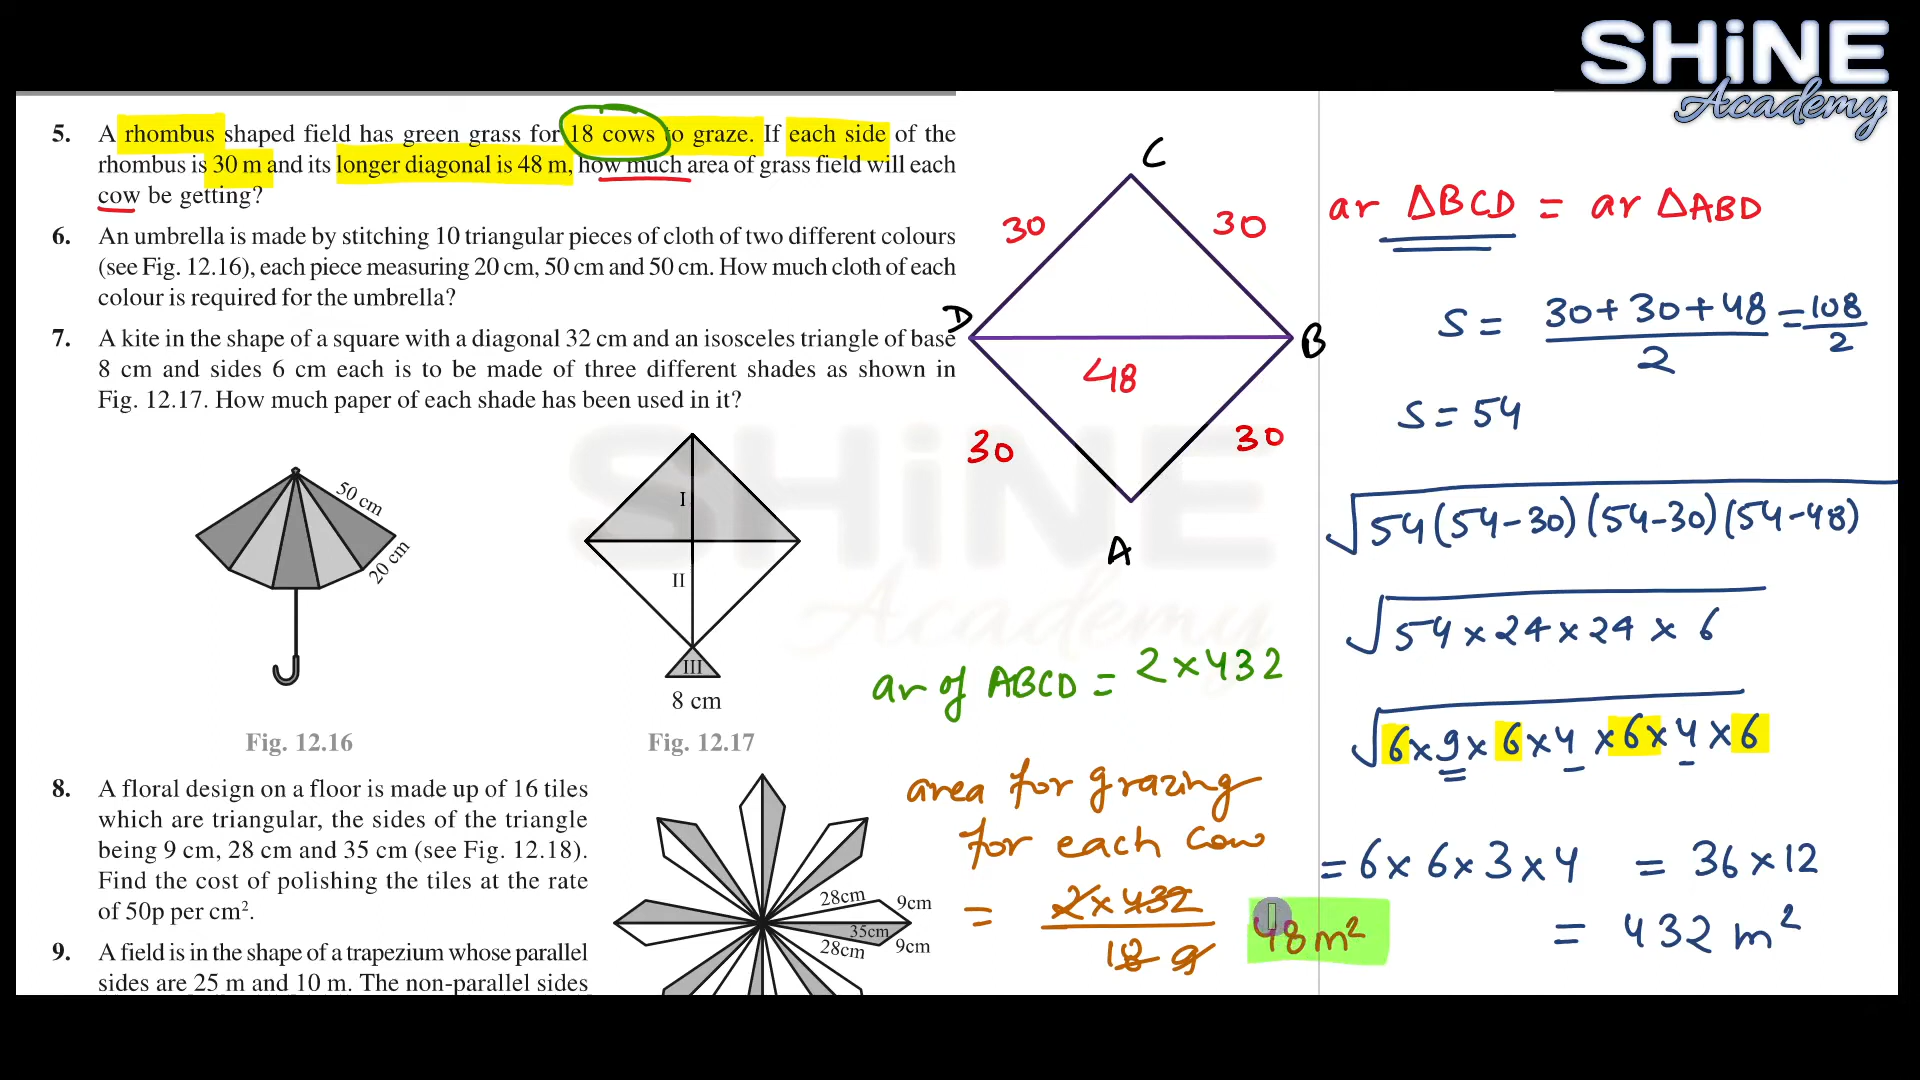 SHiNE
Academy
5. A rhombus shaped field has green grass for 18 cows to graze. If each side of the
rhombus is 30 m and its longer diagonal is 48 m, how much area of grass field will each
cow be getting?
6. An umbrella is made by stitching 10 triangular pieces of cloth of two different colours
(see Fig. 12.16), each piece measuring 20 cm, 50 cm and 50 cm. How much cloth of each
colour is required for the umbrella?
7. A kite in the shape of a square with a diagonal 32 cm and an isosceles triangle of base
8 cm and sides 6 cm each is to be made of three different shades as shown in
Fig. 12.17. How much paper of each shade has been used in it?
50 cm
20 cm
Fig. 12.16
I
II
III
8 cm
Fig. 12.17
8. A floral design on a floor is made up of 16 tiles
which are triangular, the sides of the triangle
being 9 cm, 28 cm and 35 cm (see Fig. 12.18).
Find the cost of polishing the tiles at the rate
of 50p per cm².
28cm
9cm
35cm
28cm
9cm
9. A field is in the shape of a trapezium whose parallel
sides are 25 m and 10 m. The non-parallel sides
SHiNE
Academy
C
30
30
D
B
48
30
30
A
ar of ABCD = 2×432
area for grazing
for each cow
= 2×432
18 9
48 m²
ar △BCD = ar △ABD
S = 30+30+48 = 108
2 2
S = 54
√54(54-30)(54-30)(54-48)
√54×24×24×6
√6×9×6×4×6×4×6
= 6×6×3×4 = 36×12
= 432 m²